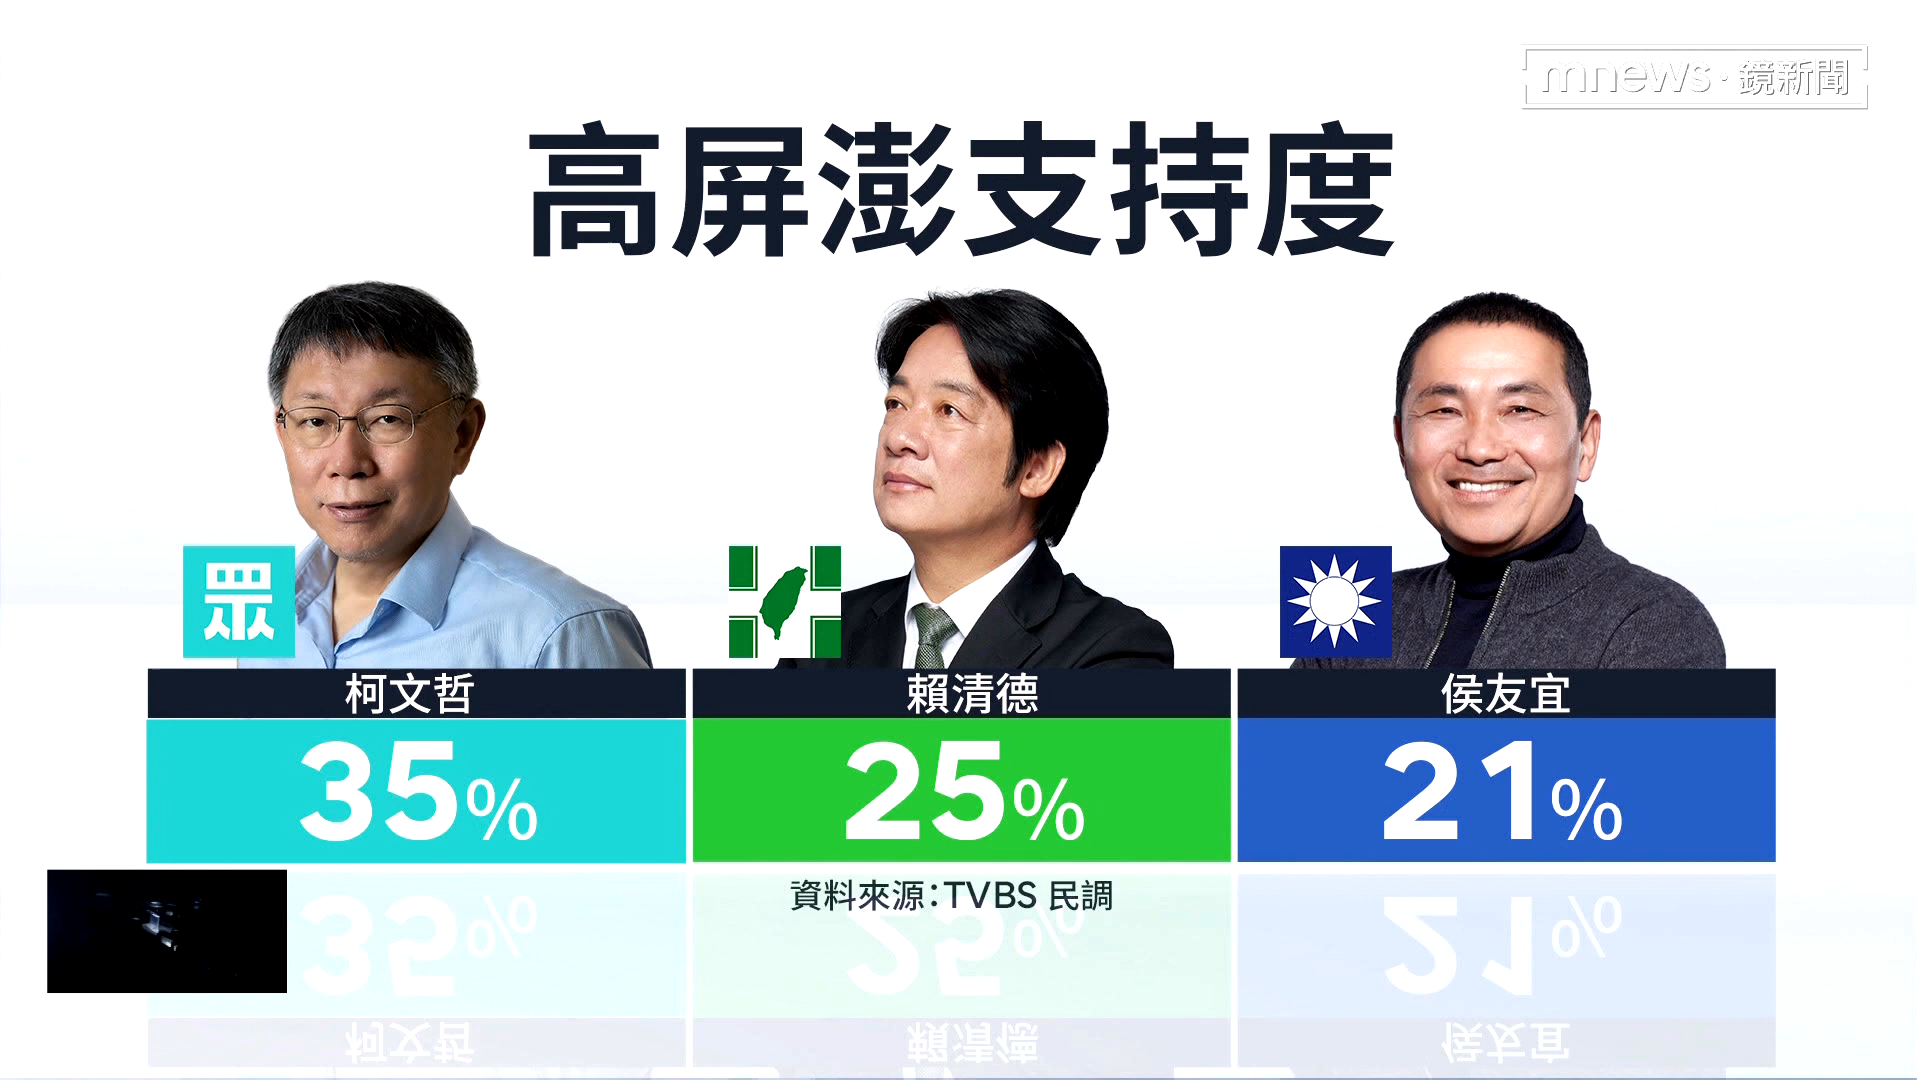 mnews·鏡新聞
高屏澎支持度
眾
柯文哲
賴清德
侯友宜
35%
25%
21%
資料來源:TVBS 民調